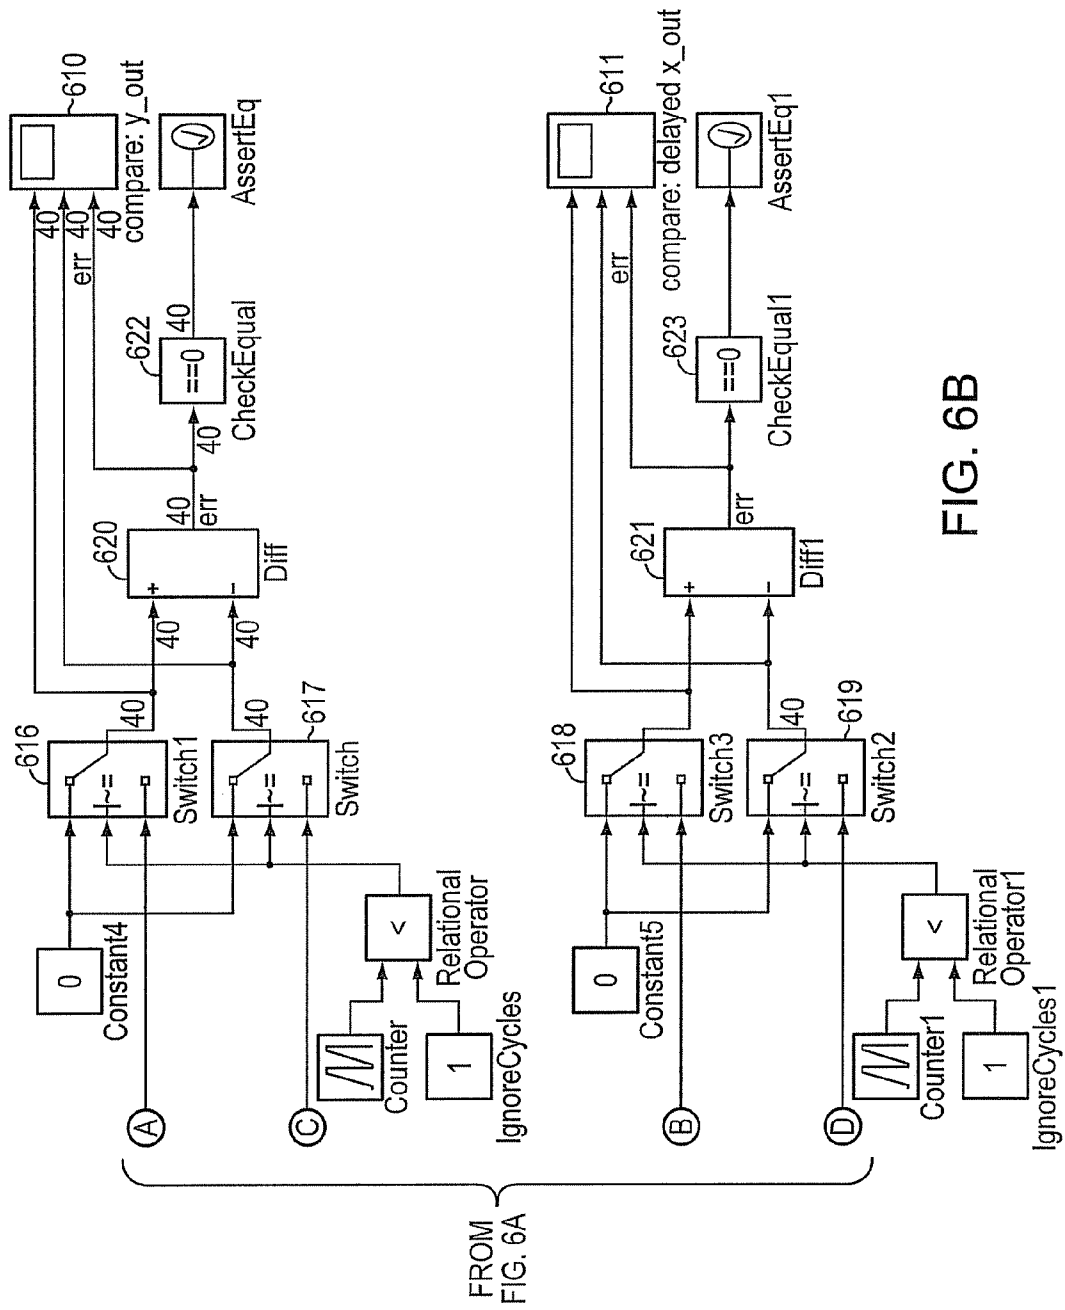 FROM
FIG. 6A
A
C
B
D
0
Constant4
616
~=
Switch1
40
~=
617
Switch
40
Counter
1
IgnoreCycles
<
Relational
Operator
40
40
620
+
−
Diff
40
err
40
622
==0
CheckEqual
40
err
40
40
40
610
compare: y_out
AssertEq
0
Constant5
618
~=
Switch3
~=
619
Switch2
40
Counter1
1
IgnoreCycles1
<
Relational
Operator1
621
+
−
Diff1
err
623
==0
CheckEqual1
err
611
compare: delayed x_out
AssertEq1
FIG. 6B